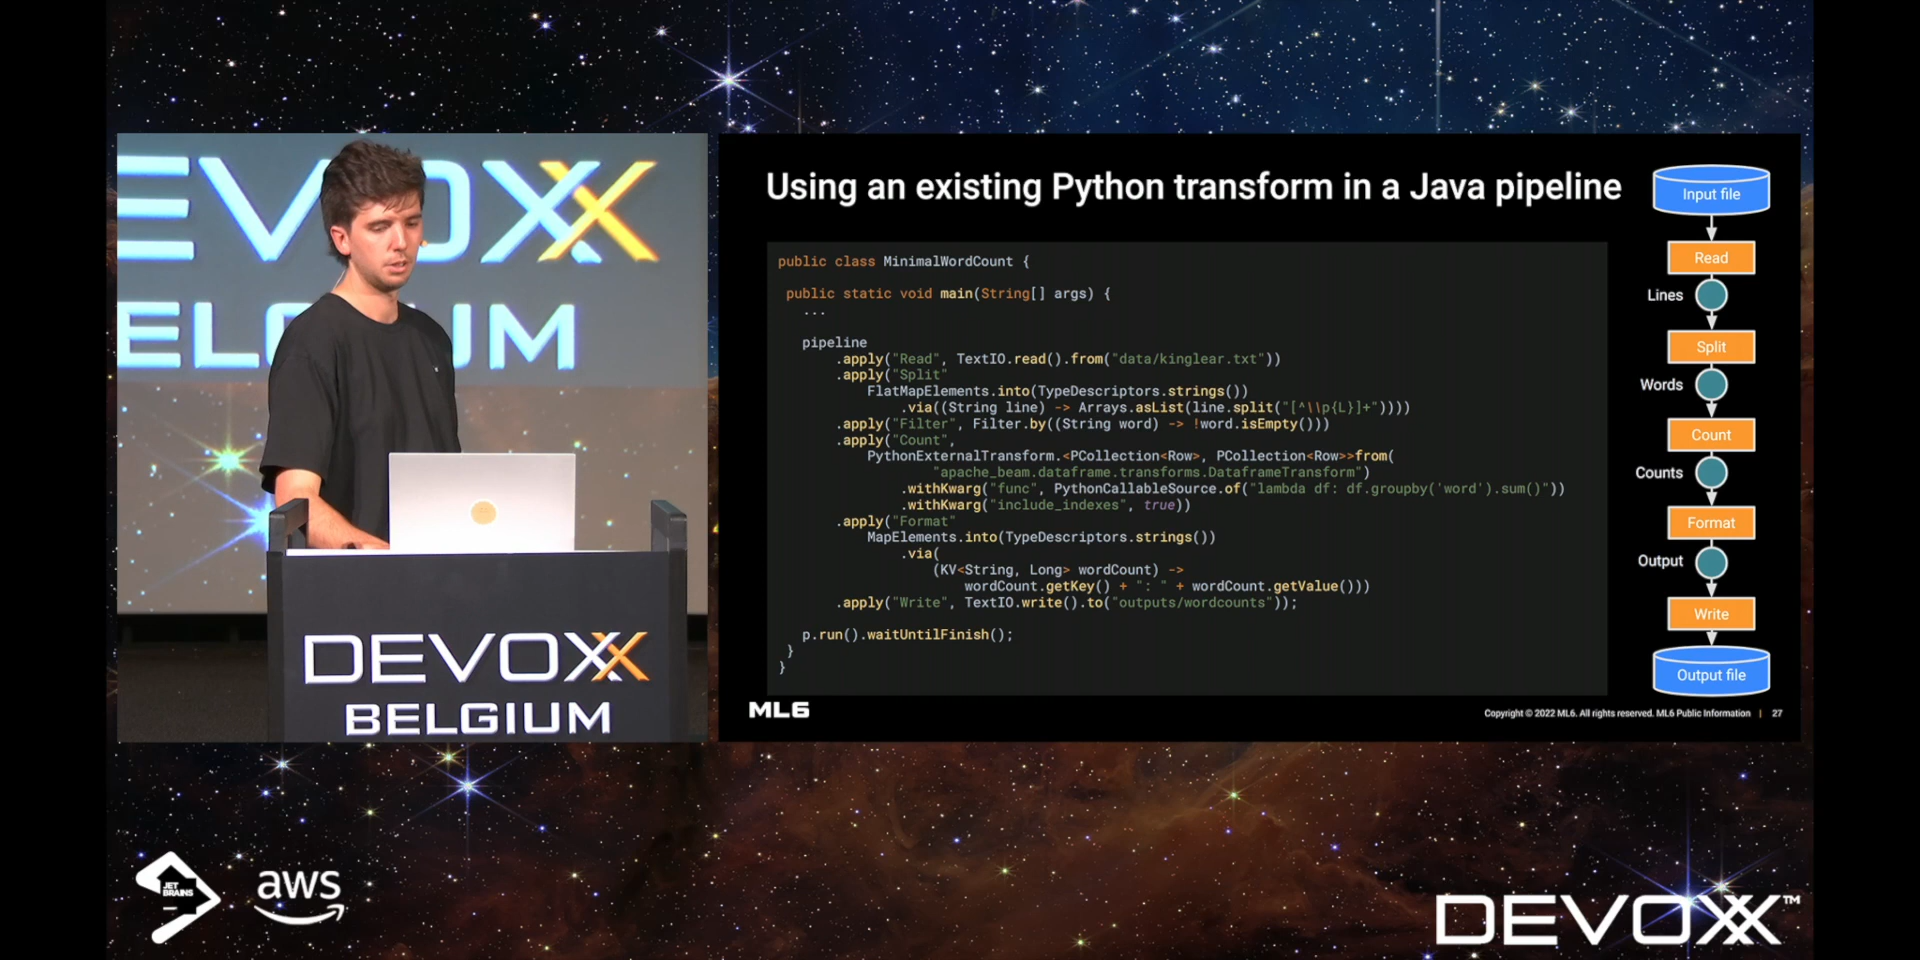 EVOXX
BELGIUM
DEVOXX
BELGIUM
Using an existing Python transform in a Java pipeline
public class MinimalWordCount {
public static void main(String[] args) {
...
pipeline
.apply("Read", TextIO.read().from("data/kinglear.txt"))
.apply("Split"
FlatMapElements.into(TypeDescriptors.strings())
.via((String line) -> Arrays.asList(line.split("[^\\p{L}]+"))))
.apply("Filter", Filter.by((String word) -> !word.isEmpty()))
.apply("Count",
PythonExternalTransform.<PCollection<Row>, PCollection<Row>>from(
"apache_beam.dataframe.transforms.DataframeTransform")
.withKwarg("func", PythonCallableSource.of("lambda df: df.groupby('word').sum()"))
.withKwarg("include_indexes", true))
.apply("Format"
MapElements.into(TypeDescriptors.strings())
.via(
(KV<String, Long> wordCount) ->
wordCount.getKey() + ": " + wordCount.getValue()))
.apply("Write", TextIO.write().to("outputs/wordcounts"));
p.run().waitUntilFinish();
}
}
Input file
Read
Lines
Split
Words
Count
Counts
Format
Output
Write
Output file
ML6
Copyright © 2022 ML6. All rights reserved. ML6 Public Information | 27
JET
BRAINS
aws
DEVOXX™